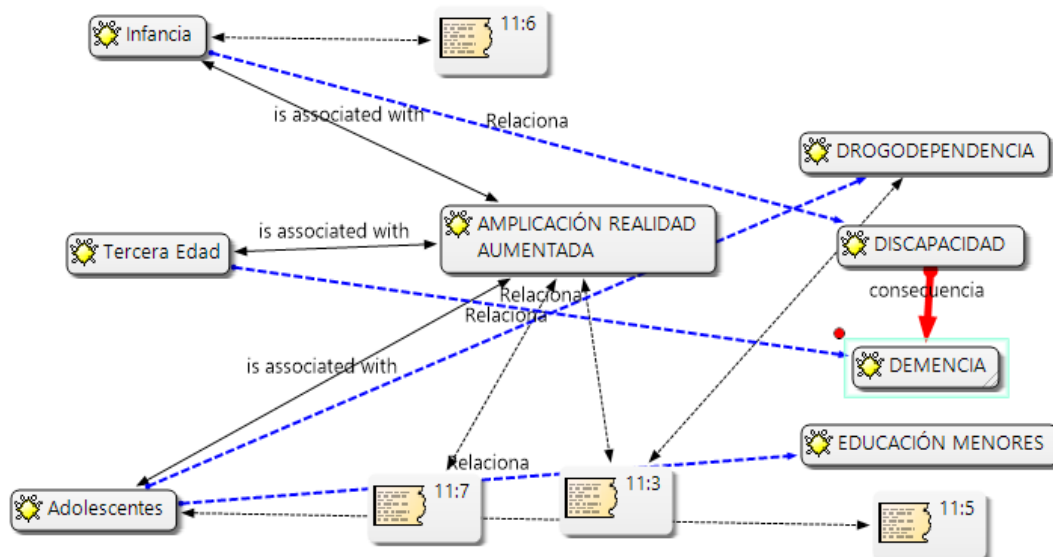 Infancia
11:6
is associated with
Relaciona
DROGODEPENDENCIA
AMPLICACIÓN REALIDAD
AUMENTADA
is associated with
Tercera Edad
DISCAPACIDAD
consecuencia
Relaciona
Relaciona
is associated with
DEMENCIA
EDUCACIÓN MENORES
Relaciona
Adolescentes
11:7
11:3
11:5